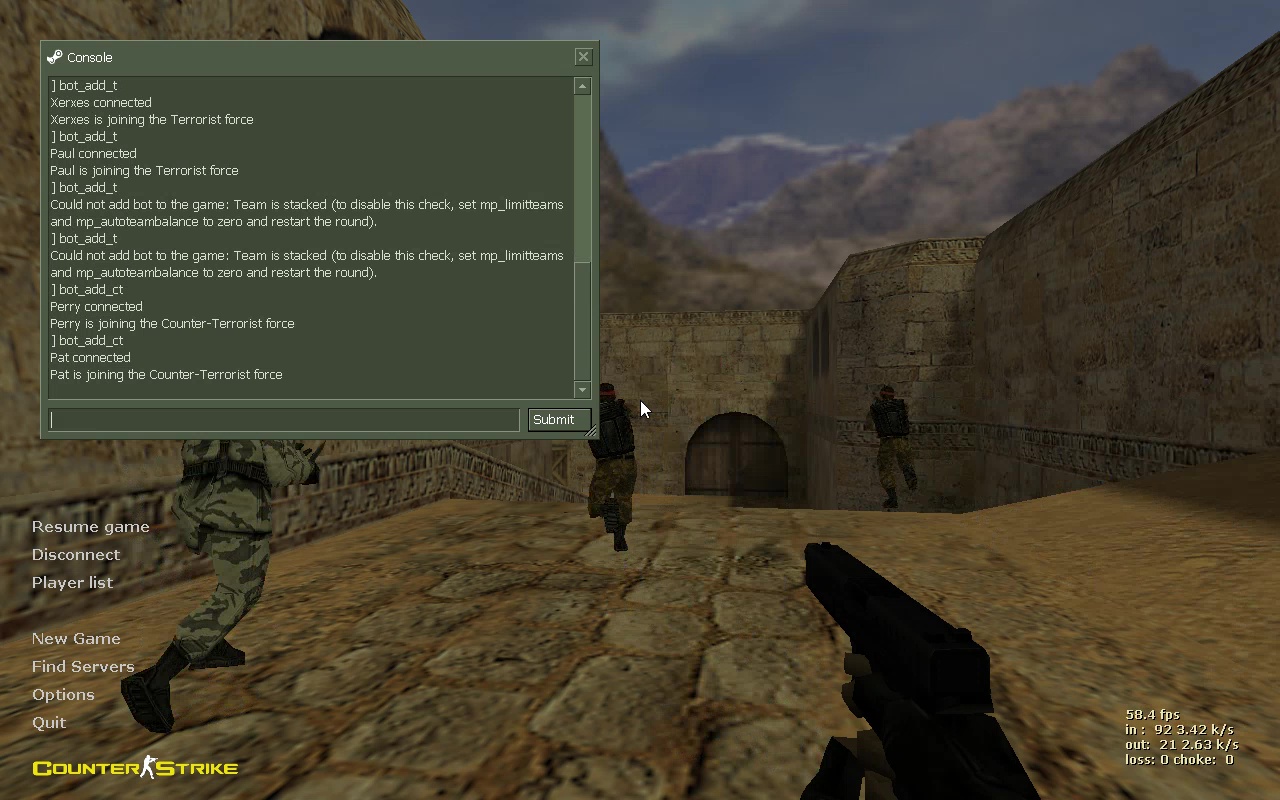 Console
] bot_add_t
Xerxes connected
Xerxes is joining the Terrorist force
] bot_add_t
Paul connected
Paul is joining the Terrorist force
] bot_add_t
Could not add bot to the game: Team is stacked (to disable this check, set mp_limitteams
and mp_autoteambalance to zero and restart the round).
] bot_add_t
Could not add bot to the game: Team is stacked (to disable this check, set mp_limitteams
and mp_autoteambalance to zero and restart the round).
] bot_add_ct
Perry connected
Perry is joining the Counter-Terrorist force
] bot_add_ct
Pat connected
Pat is joining the Counter-Terrorist force
Submit
Resume game
Disconnect
Player list
New Game
Find Servers
Options
Quit
COUNTER STRIKE
58.4 fps
in :  92 3.42 k/s
out:  21 2.63 k/s
loss: 0 choke:  0